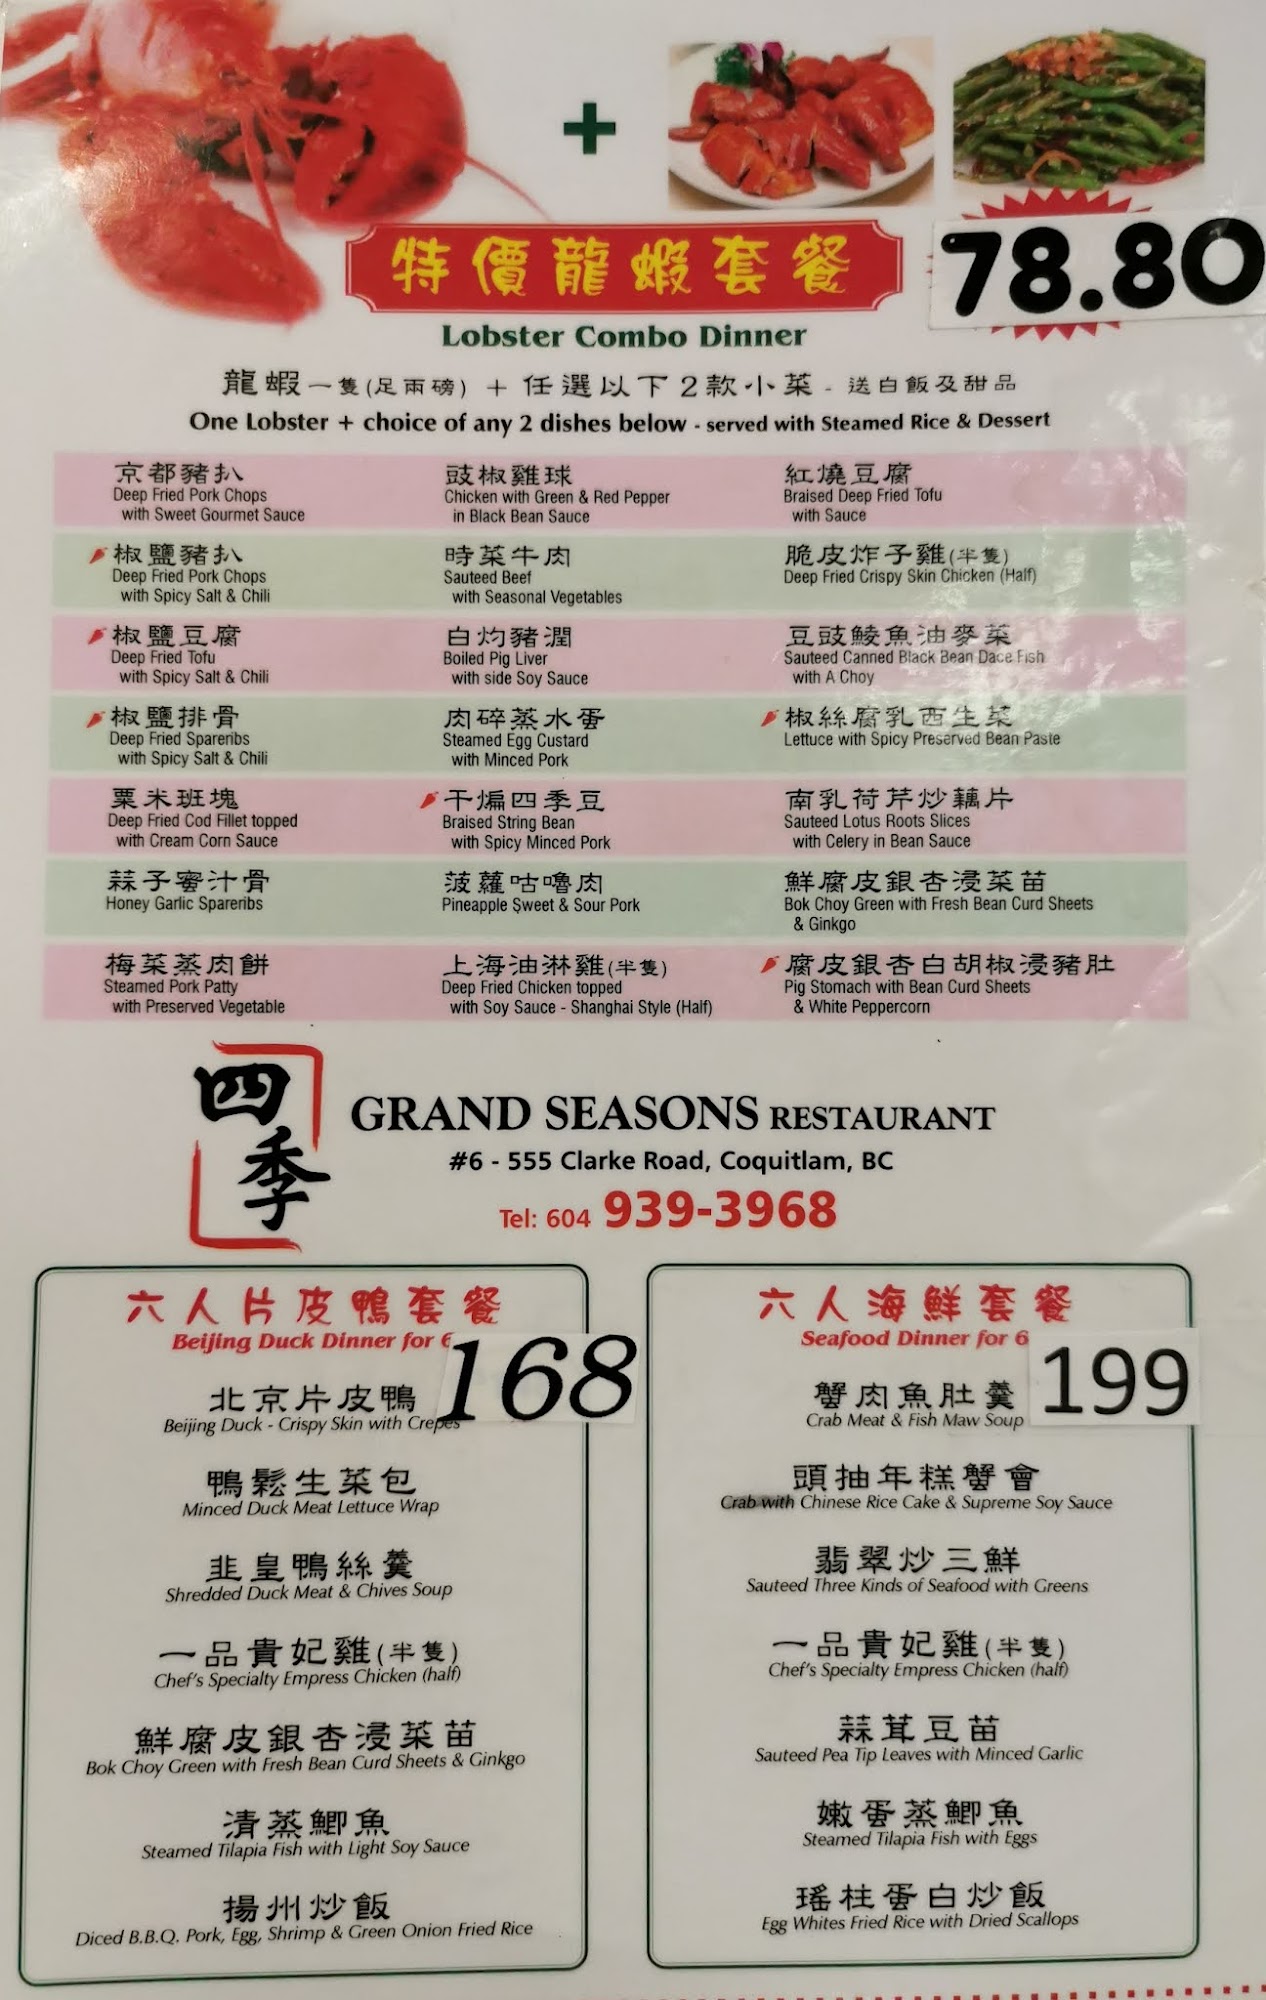 特價龍蝦套餐
78.80
Lobster Combo Dinner
龍蝦一隻(足兩磅) + 任選以下2款小菜 - 送白飯及甜品
One Lobster + choice of any 2 dishes below - served with Steamed Rice & Dessert
京都豬扒
Deep Fried Pork Chops
with Sweet Gourmet Sauce
豉椒雞球
Chicken with Green & Red Pepper
in Black Bean Sauce
紅燒豆腐
Braised Deep Fried Tofu
with Sauce
椒鹽豬扒
Deep Fried Pork Chops
with Spicy Salt & Chili
時菜牛肉
Sauteed Beef
with Seasonal Vegetables
脆皮炸子雞(半隻)
Deep Fried Crispy Skin Chicken (Half)
椒鹽豆腐
Deep Fried Tofu
with Spicy Salt & Chili
白灼豬潤
Boiled Pig Liver
with side Soy Sauce
豆豉鯪魚油麥菜
Sauteed Canned Black Bean Dace Fish
with A Choy
椒鹽排骨
Deep Fried Spareribs
with Spicy Salt & Chili
肉碎蒸水蛋
Steamed Egg Custard
with Minced Pork
椒絲腐乳西生菜
Lettuce with Spicy Preserved Bean Paste
粟米班塊
Deep Fried Cod Fillet topped
with Cream Corn Sauce
干煸四季豆
Braised String Bean
with Spicy Minced Pork
南乳荷芹炒藕片
Sauteed Lotus Roots Slices
with Celery in Bean Sauce
蒜子蜜汁骨
Honey Garlic Spareribs
菠蘿咕嚕肉
Pineapple Sweet & Sour Pork
鮮腐皮銀杏浸菜苗
Bok Choy Green with Fresh Bean Curd Sheets
& Ginkgo
梅菜蒸肉餅
Steamed Pork Patty
with Preserved Vegetable
上海油淋雞(半隻)
Deep Fried Chicken topped
with Soy Sauce - Shanghai Style (Half)
腐皮銀杏白胡椒浸豬肚
Pig Stomach with Bean Curd Sheets
& White Peppercorn
四季
GRAND SEASONS RESTAURANT
#6 - 555 Clarke Road, Coquitlam, BC
Tel: 604 939-3968
六人片皮鴨套餐
Beijing Duck Dinner for 6
168
北京片皮鴨
Beijing Duck - Crispy Skin with Crepes
鴨鬆生菜包
Minced Duck Meat Lettuce Wrap
韭皇鴨絲羹
Shredded Duck Meat & Chives Soup
一品貴妃雞(半隻)
Chef's Specialty Empress Chicken (half)
鮮腐皮銀杏浸菜苗
Bok Choy Green with Fresh Bean Curd Sheets & Ginkgo
清蒸鯽魚
Steamed Tilapia Fish with Light Soy Sauce
揚州炒飯
Diced B.B.Q. Pork, Egg, Shrimp & Green Onion Fried Rice
六人海鮮套餐
Seafood Dinner for 6
199
蟹肉魚肚羹
Crab Meat & Fish Maw Soup
頭抽年糕蟹會
Crab with Chinese Rice Cake & Supreme Soy Sauce
翡翠炒三鮮
Sauteed Three Kinds of Seafood with Greens
一品貴妃雞(半隻)
Chef's Specialty Empress Chicken (half)
蒜茸豆苗
Sauteed Pea Tip Leaves with Minced Garlic
嫩蛋蒸鯽魚
Steamed Tilapia Fish with Eggs
瑤柱蛋白炒飯
Egg Whites Fried Rice with Dried Scallops